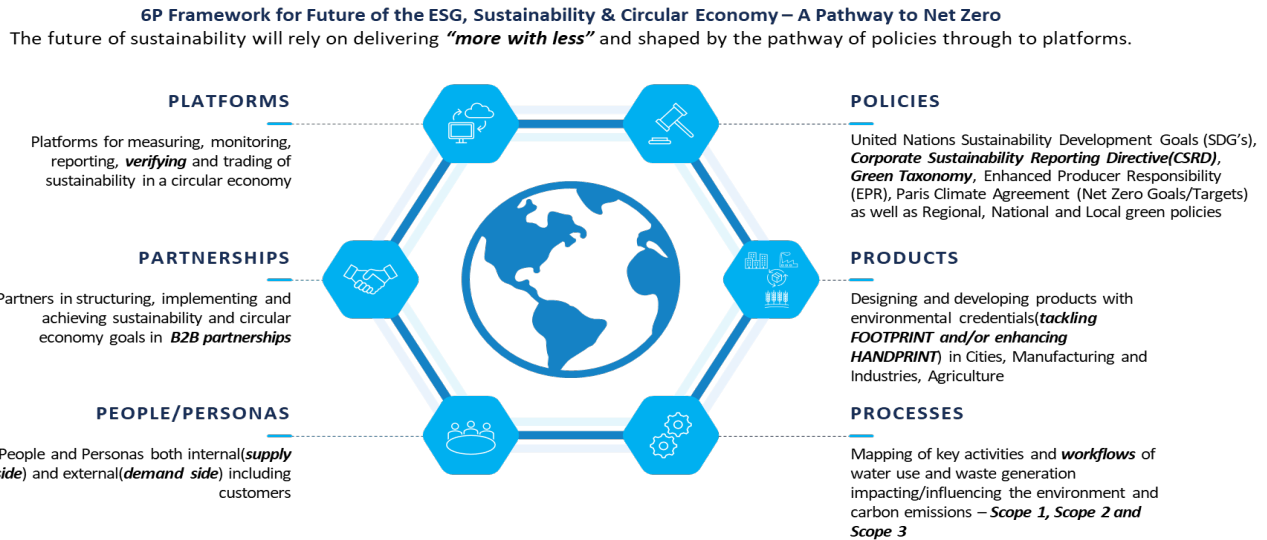 6P Framework for Future of the ESG, Sustainability & Circular Economy – A Pathway to Net Zero
The future of sustainability will rely on delivering "more with less" and shaped by the pathway of policies through to platforms.
PLATFORMS
Platforms for measuring, monitoring,
reporting, verifying and trading of
sustainability in a circular economy
PARTNERSHIPS
Partners in structuring, implementing and
achieving sustainability and circular
economy goals in B2B partnerships
PEOPLE/PERSONAS
People and Personas both internal(supply
side) and external(demand side) including
customers
POLICIES
United Nations Sustainability Development Goals (SDG's),
Corporate Sustainability Reporting Directive(CSRD),
Green Taxonomy, Enhanced Producer Responsibility
(EPR), Paris Climate Agreement (Net Zero Goals/Targets)
as well as Regional, National and Local green policies
PRODUCTS
Designing and developing products with
environmental credentials(tackling
FOOTPRINT and/or enhancing
HANDPRINT) in Cities, Manufacturing and
Industries, Agriculture
PROCESSES
Mapping of key activities and workflows of
water use and waste generation
impacting/influencing the environment and
carbon emissions – Scope 1, Scope 2 and
Scope 3